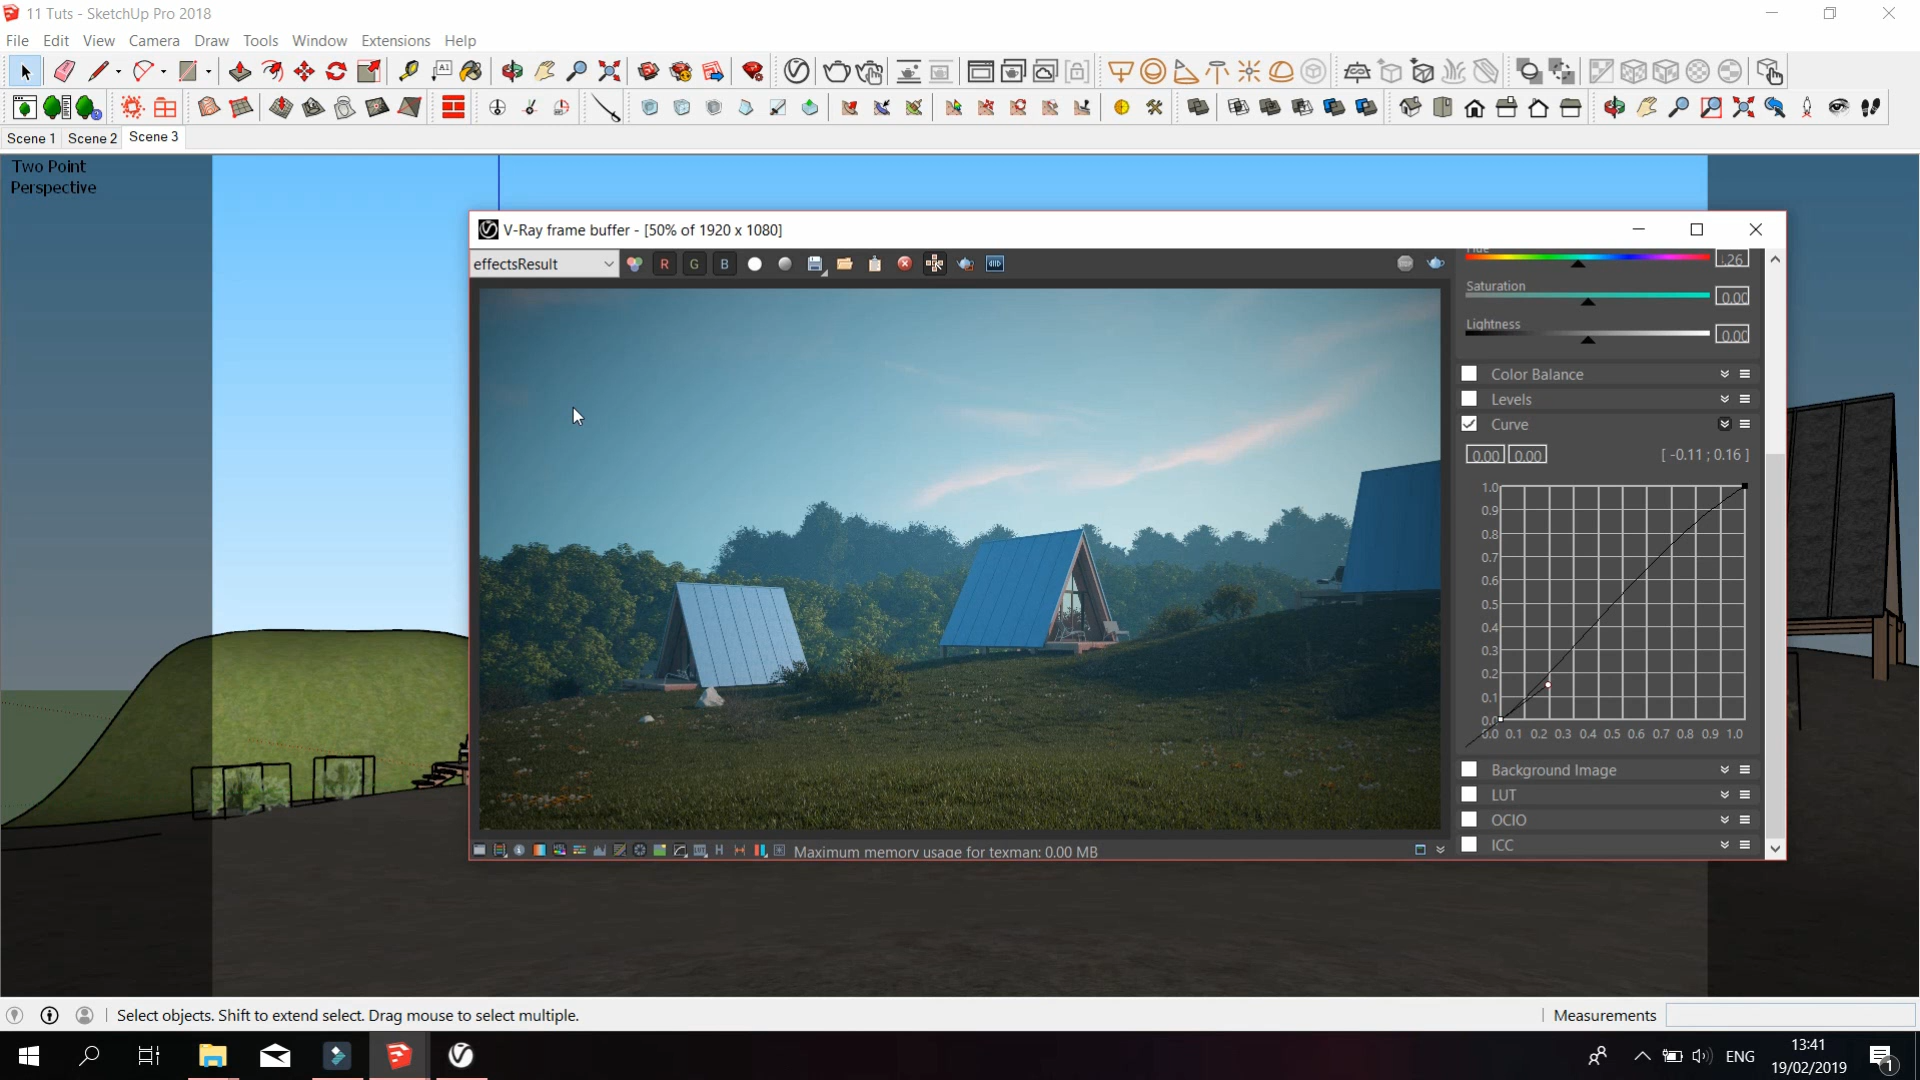 11 Tuts - SketchUp Pro 2018
File Edit View Camera Draw Tools Window Extensions Help
A1
Scene 1 Scene 2 Scene 3
Two Point
Perspective
V-Ray frame buffer - [50% of 1920 x 1080]
effectsResult
R G B
.26
Saturation
0.00
Lightness
0.00
Color Balance
Levels
Curve
0.00 0.00 [ -0.11 ; 0.16 ]
1.0
0.9
0.8
0.7
0.6
0.5
0.4
0.3
0.2
0.1
0.0
0.0 0.1 0.2 0.3 0.4 0.5 0.6 0.7 0.8 0.9 1.0
Background Image
LUT
OCIO
ICC
H
Maximum memory usage for texman: 0.00 MB
Select objects. Shift to extend select. Drag mouse to select multiple.
Measurements
ENG
13:41
19/02/2019
1